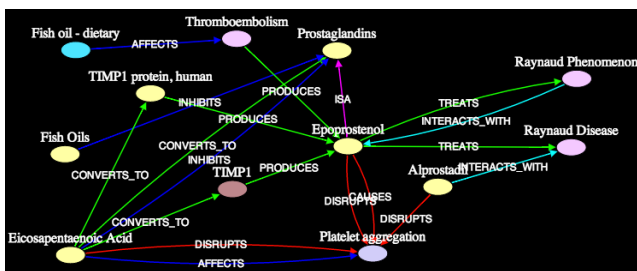 Thromboembolism
Fish oil - dietary
AFFECTS
Prostaglandins
Raynaud Phenomenon
TIMP1 protein, human
INHIBITS
PRODUCES
ISA
TREATS
PRODUCES
INTERACTS_WITH
Fish Oils
CONVERTS_TO
INHIBITS
Epoprostenol
TREATS
Raynaud Disease
CONVERTS_TO
TIMP1
PRODUCES
Alprostadil
INTERACTS_WITH
CAUSES
DISRUPTS
DISRUPTS
CONVERTS_TO
Eicosapentaenoic Acid
DISRUPTS
Platelet aggregation
AFFECTS